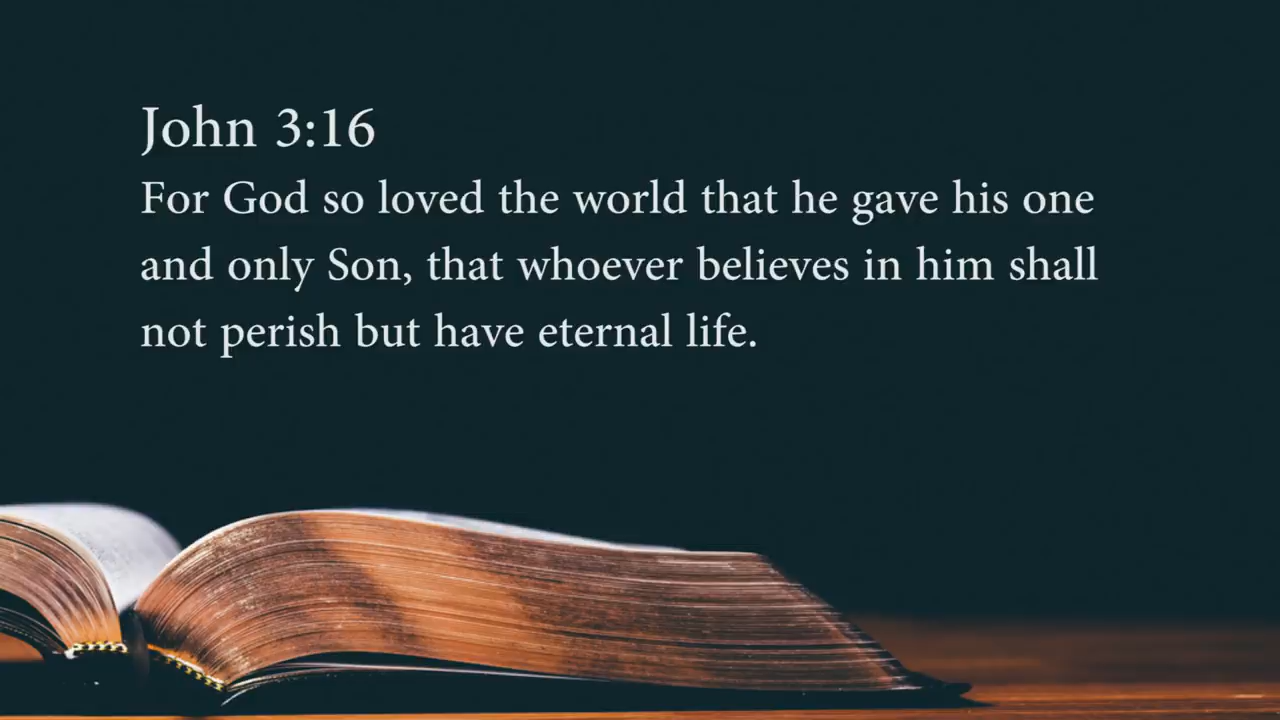 John 3:16
For God so loved the world that he gave his one
and only Son, that whoever believes in him shall
not perish but have eternal life.